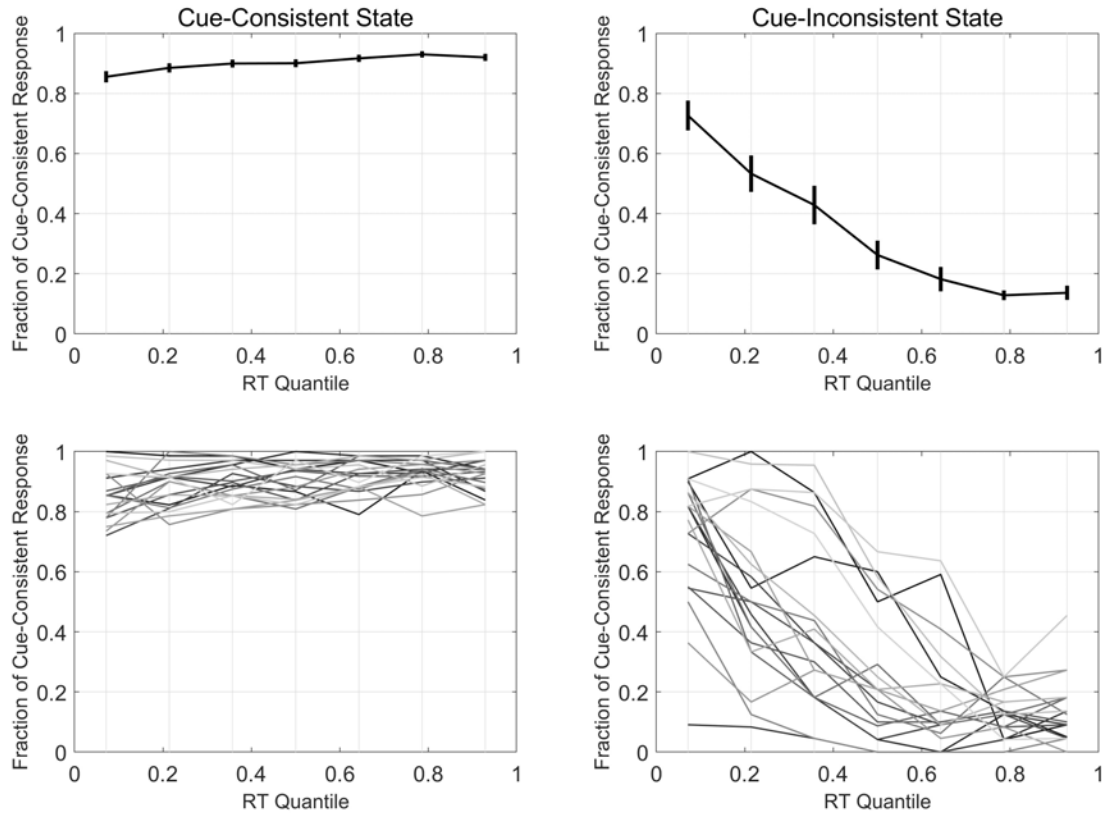 Cue-Consistent State
Fraction of Cue-Consistent Response
1
0.8
0.6
0.4
0.2
0
0 0.2 0.4 0.6 0.8 1
RT Quantile
Cue-Inconsistent State
Fraction of Cue-Consistent Response
1
0.8
0.6
0.4
0.2
0
0 0.2 0.4 0.6 0.8 1
RT Quantile
Fraction of Cue-Consistent Response
1
0.8
0.6
0.4
0.2
0
0 0.2 0.4 0.6 0.8 1
RT Quantile
Fraction of Cue-Consistent Response
1
0.8
0.6
0.4
0.2
0
0 0.2 0.4 0.6 0.8 1
RT Quantile